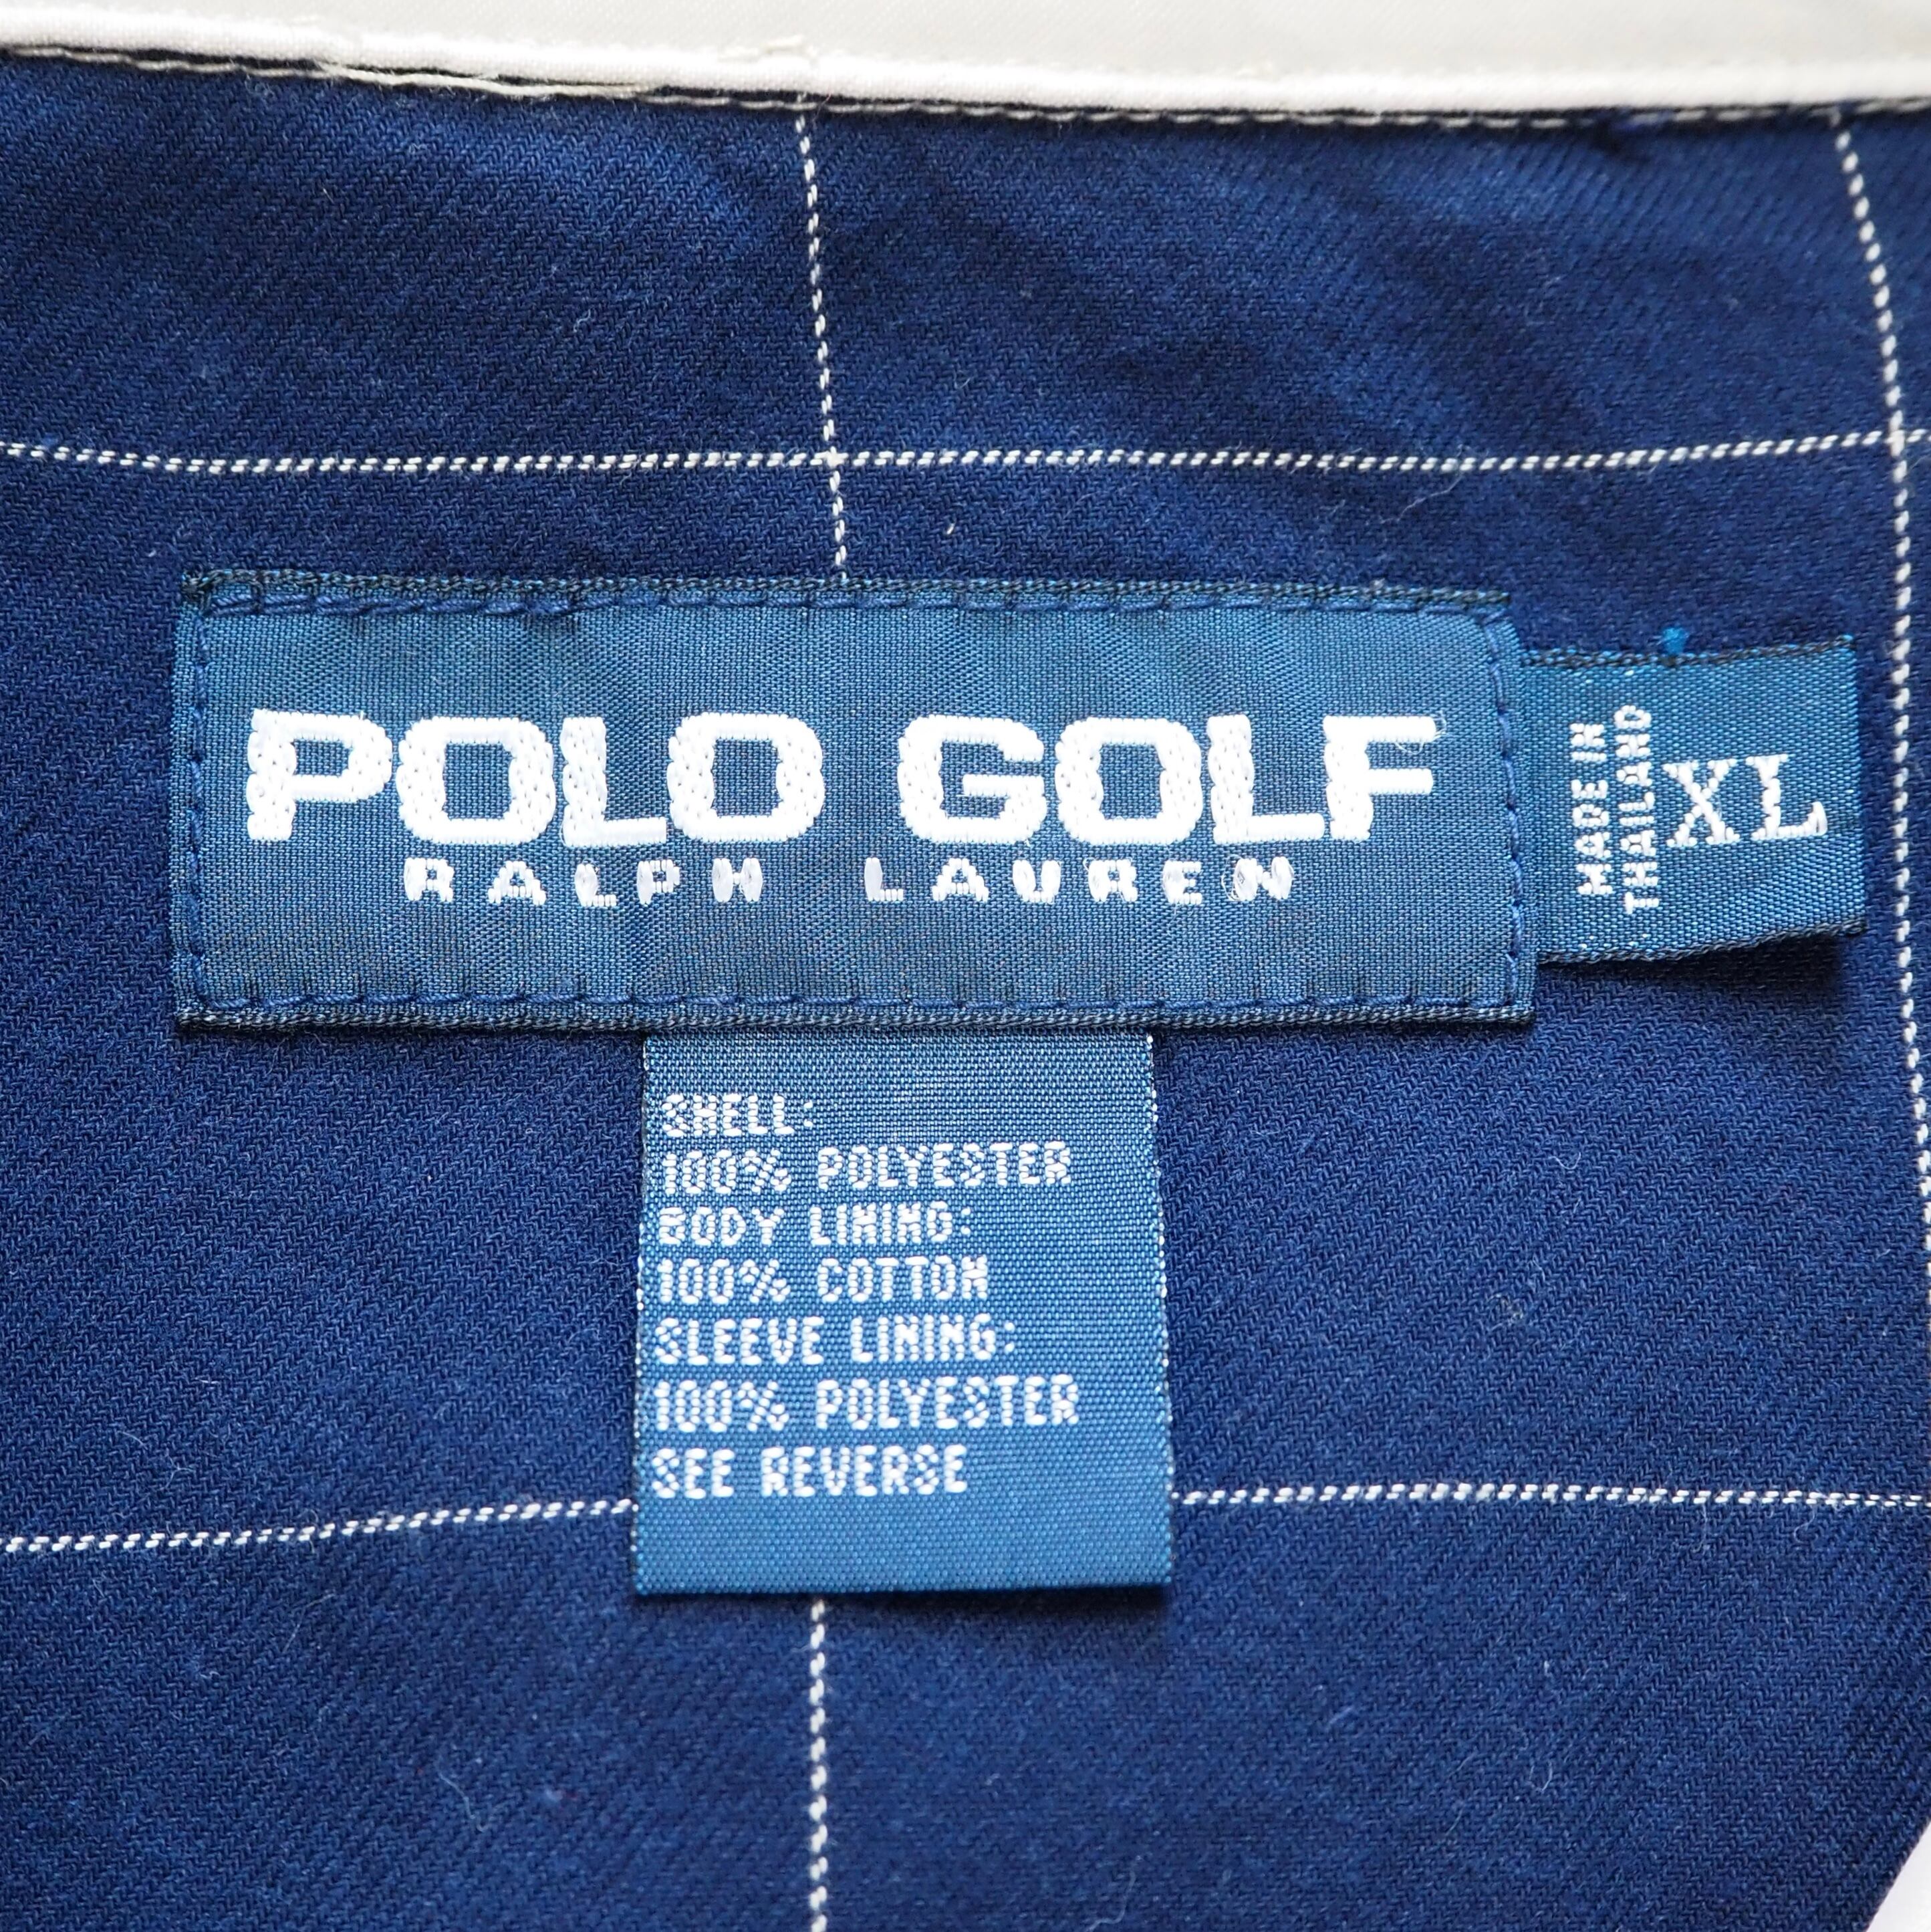 POLO GOLF
RALPH LAUREN
MADE IN
THAILAND
XL
SHELL:
100% POLYESTER
BODY LINING:
100% COTTON
SLEEVE LINING:
100% POLYESTER
SEE REVERSE